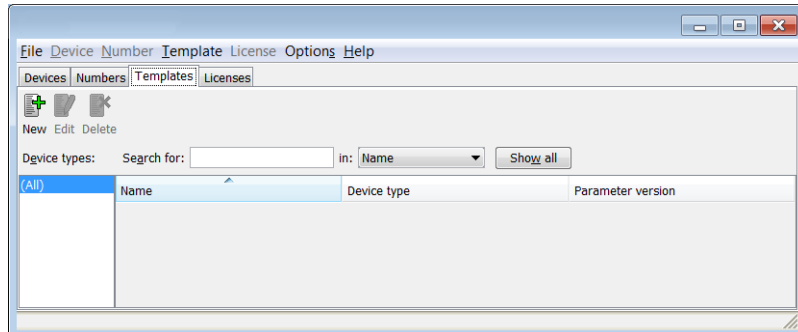 File Device Number Template License Options Help
Devices Numbers Templates Licenses
New Edit Delete
Device types: Search for: in: Name Show all
(All) Name Device type Parameter version